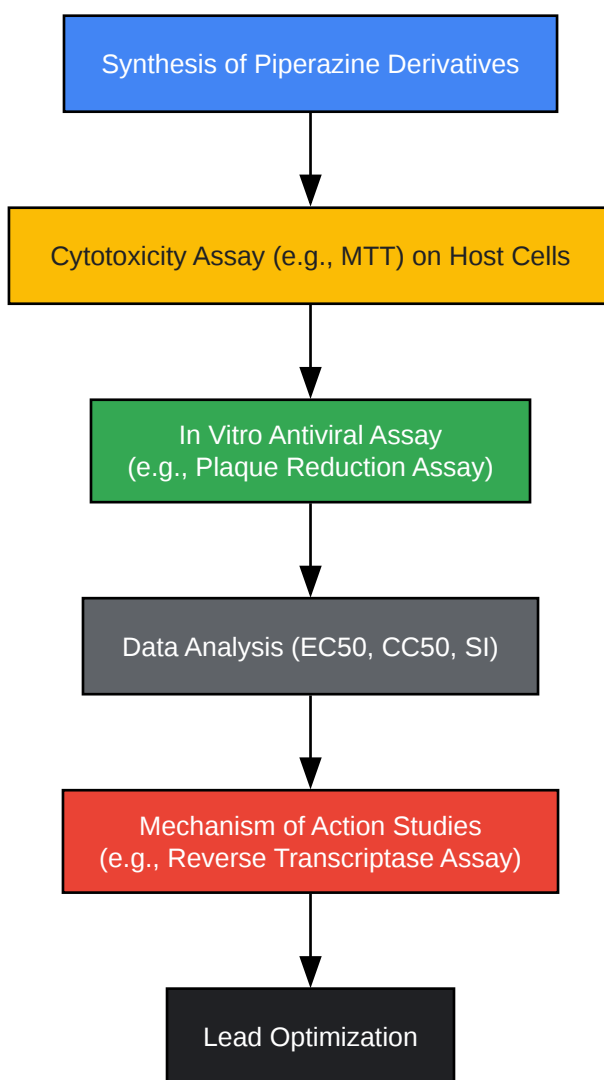 Synthesis of Piperazine Derivatives
Cytotoxicity Assay (e.g., MTT) on Host Cells
In Vitro Antiviral Assay
(e.g., Plaque Reduction Assay)
Data Analysis (EC50, CC50, SI)
Mechanism of Action Studies
(e.g., Reverse Transcriptase Assay)
Lead Optimization